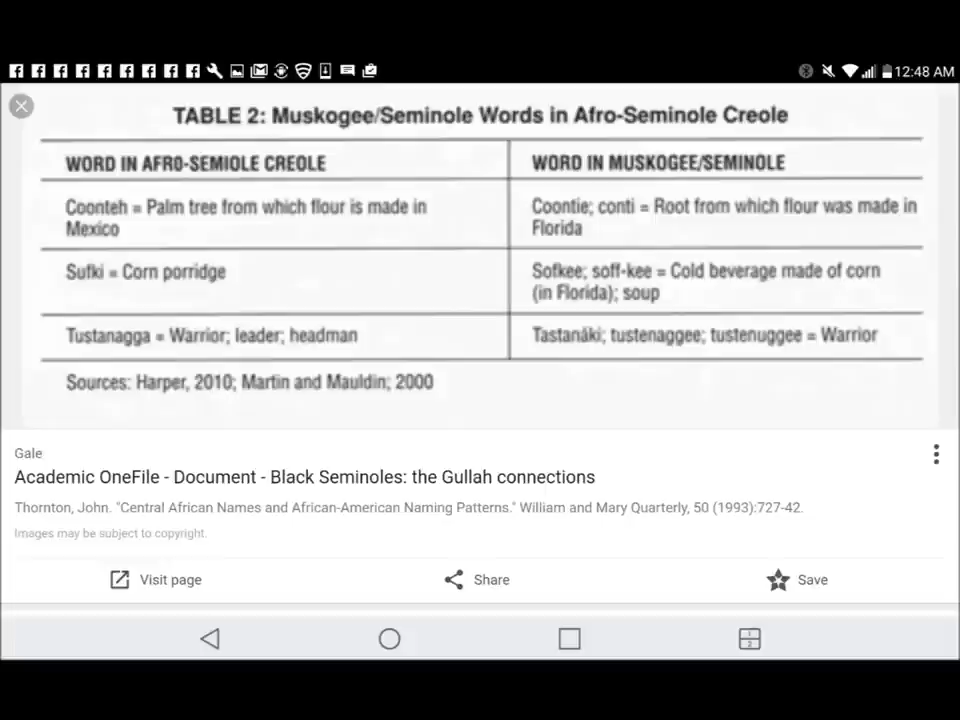 12:48 AM
TABLE 2: Muskogee/Seminole Words in Afro-Seminole Creole
WORD IN AFRO-SEMIOLE CREOLE
WORD IN MUSKOGEE/SEMINOLE
Coonteh = Palm tree from which flour is made in
Mexico
Coontie; conti = Root from which flour was made in
Florida
Sufki = Corn porridge
Sofkee; soff-kee = Cold beverage made of corn
(in Florida); soup
Tustanagga = Warrior; leader; headman
Tastanáki; tustenaggee; tustenuggee = Warrior
Sources: Harper, 2010; Martin and Mauldin; 2000
Gale
Academic OneFile - Document - Black Seminoles: the Gullah connections
Thornton, John. "Central African Names and African-American Naming Patterns." William and Mary Quarterly, 50 (1993):727-42.
Images may be subject to copyright.
Visit page
Share
Save